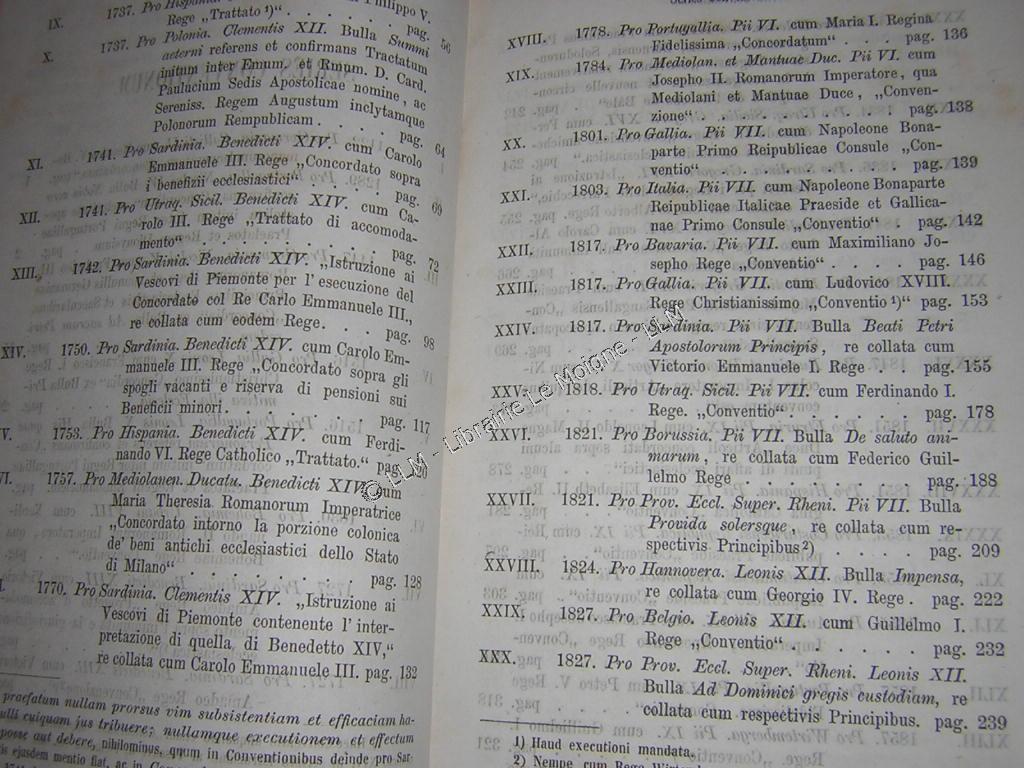 IX. 1737. Pro Hispania. Philippo V.
Rege „Trattato ¹)“ . . . . . . . pag. 56
X. 1737. Pro Polonia. Clementis XII. Bulla Summi
aeterni referens et confirmans Tractatum
initum inter Emum. et Rmum. D. Card.
Paulucium Sedis Apostolicae nomine, ac
Sereniss. Regem Augustum inclytamque
Polonorum Rempublicam . . . . pag. 64
XI. 1741. Pro Sardinia. Benedicti XIV. cum Carolo
Emmanuele III. Rege „Concordato sopra
i benefizii ecclesiastici“ . . . . . pag. 69
XII. 1741. Pro Utraq. Sicil. Benedicti XIV. cum Ca-
rolo III. Rege „Trattato di accomoda-
mento“ . . . . . . . . . pag. 72
XIII. 1742. Pro Sardinia. Benedicti XIV. „Istruzione ai
Vescovi di Piemonte per l' esecuzione del
Concordato col Re Carlo Emmanuele III.,
re collata cum eodem Rege . . . pag. 98
XIV. 1750. Pro Sardinia. Benedicti XIV. cum Carolo Em-
manuele III. Rege „Concordato sopra gli
spogli vacanti e riserva di pensioni sui
Beneficii minori . . . . . . . pag. 117
V. 1753. Pro Hispania. Benedicti XIV. cum Ferdi-
nando VI. Rege Catholico „Trattato.“ pag. 120
VI. 1757. Pro Mediolanen. Ducatu. Benedicti XIV. cum
Maria Theresia Romanorum Imperatrice
„Concordato intorno la porzione colonica
de' beni antichi ecclesiastici dello Stato
di Milano“ . . . . . . . . pag. 128
I. 1770. Pro Sardinia. Clementis XIV. „Istruzione ai
Vescovi di Piemonte contenente l' inter-
pretazione di quella di Benedetto XIV,“
re collata cum Carolo Emmanuele III. pag. 132
praefatum nullam prorsus vim subsistentiam et efficaciam ha-
ulli cuiquam jus tribuere; nullamque executionem et effectum
posse aut debere, nihilominus, quum in Conventionibus deinde pro Sar-
is ejusdem mentio fiat, ac in
XVIII. 1778. Pro Portugallia. Pii VI. cum Maria I. Regina
Fidelissima „Concordatum“ . . . pag. 136
XIX. 1784. Pro Mediolan. et Mantuae Duc. Pii VI. cum
Josepho II. Romanorum Imperatore, qua
Mediolani et Mantuae Duce, „Conven-
zione“ . . . . . . . . . pag. 138
XX. 1801. Pro Gallia. Pii VII. cum Napoleone Bona-
parte Primo Reipublicae Consule „Con-
ventio“ . . . . . . . . . pag. 139
XXI. 1803. Pro Italia. Pii VII. cum Napoleone Bonaparte
Reipublicae Italicae Praeside et Gallica-
nae Primo Consule „Conventio“ . pag. 142
XXII. 1817. Pro Bavaria. Pii VII. cum Maximiliano Jo-
sepho Rege „Conventio“ . . . . pag. 146
XXIII. 1817. Pro Gallia. Pii VII. cum Ludovico XVIII.
Rege Christianissimo „Conventio ¹)“ pag. 153
XXIV. 1817. Pro Sardinia. Pii VII. Bulla Beati Petri
Apostolorum Principis, re collata cum
Victorio Emmanuele I. Rege . . pag. 155
XXV. 1818. Pro Utraq. Sicil. Pii VII. cum Ferdinando I.
Rege. „Conventio“ . . . . . . pag. 178
XXVI. 1821. Pro Borussia. Pii VII. Bulla De saluto ani-
marum, re collata cum Federico Guil-
lelmo Rege . . . . . . . . pag. 188
XXVII. 1821. Pro Prov. Eccl. Super. Rheni. Pii VII. Bulla
Provida solersque, re collata cum re-
spectivis Principibus ²) . . . . . pag. 209
XXVIII. 1824. Pro Hannovera. Leonis XII. Bulla Impensa,
re collata cum Georgio IV. Rege . pag. 222
XXIX. 1827. Pro Belgio. Leonis XII. cum Guillelmo I.
Rege „Conventio“ . . . . . . pag. 232
XXX. 1827. Pro Prov. Eccl. Super. Rheni. Leonis XII.
Bulla Ad Dominici gregis custodiam, re
collata cum respectivis Principibus. pag. 239
1) Haud executioni mandata.
2) Nempe cum Rege
© LLM - Librairie Le Moigne - LLM